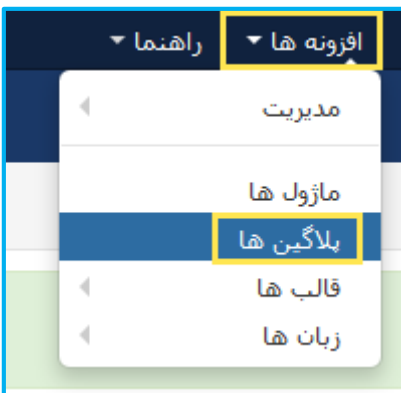 افزونه ها راهنما
مدیریت
ماژول ها
پلاگین ها
قالب ها
زبان ها